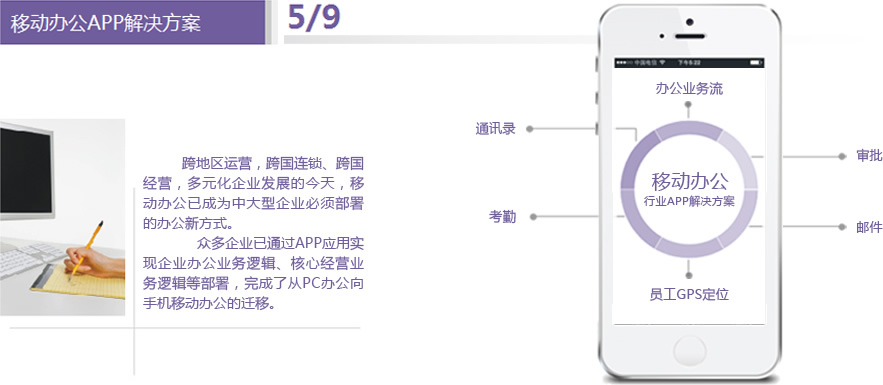 移动办公APP解决方案
5/9
跨地区运营，跨国连锁、跨国
经营，多元化企业发展的今天，移
动办公已成为中大型企业必须部署
的办公新方式。
众多企业已通过APP应用实
现企业办公业务逻辑、核心经营业
务逻辑等部署，完成了从PC办公向
手机移动办公的迁移。
中国电信 下午5:22
办公业务流
通讯录
审批
移动办公
行业APP解决方案
考勤
邮件
员工GPS定位